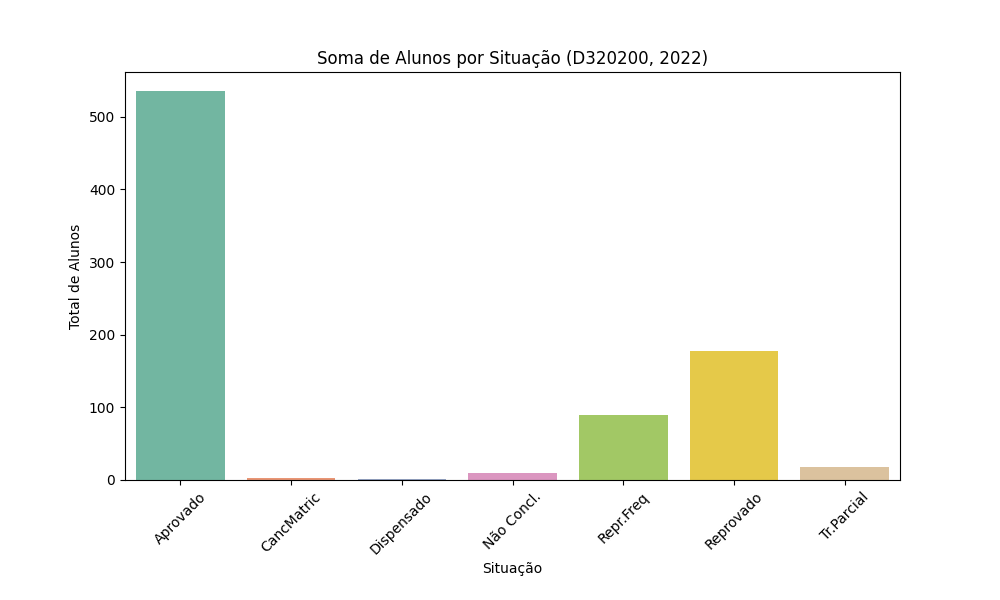 Soma de Alunos por Situação (D320200, 2022)
Total de Alunos
500
400
300
200
100
0
Aprovado
CancMatric
Dispensado
Não Concl.
Repr.Freq
Reprovado
Tr.Parcial
Situação